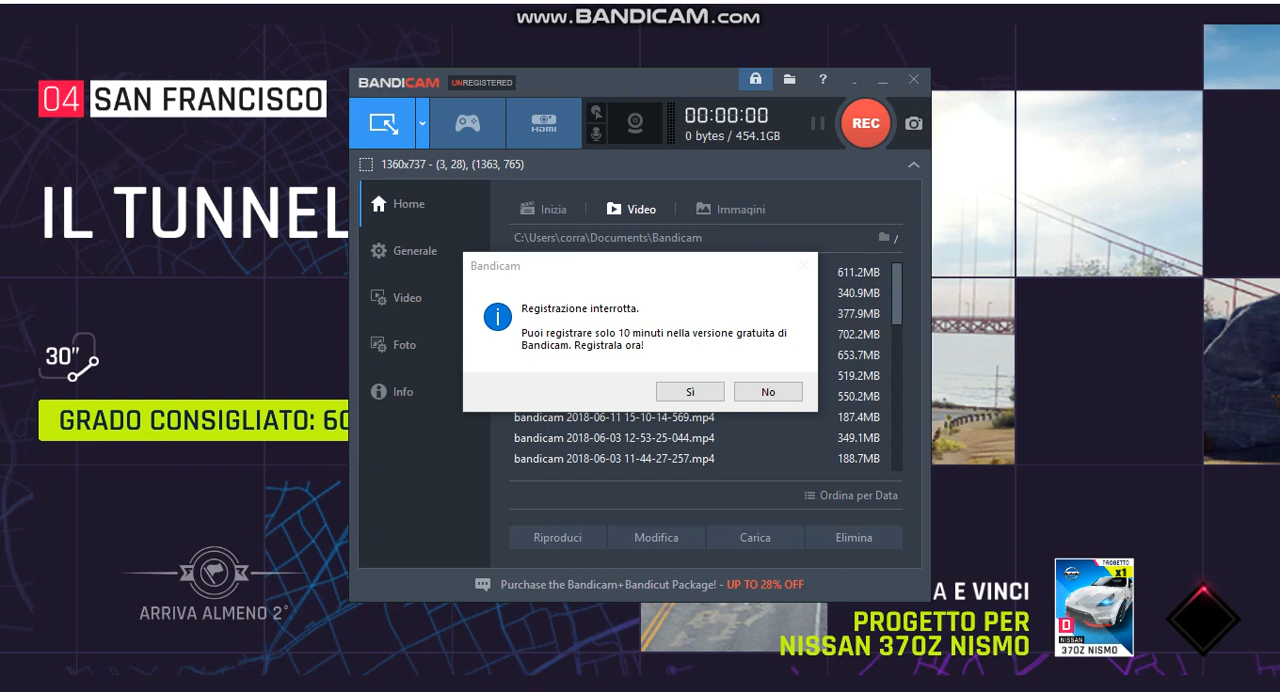 www.BANDICAM.com
04 SAN FRANCISCO
IL TUNNEL
30"
GRADO CONSIGLIATO: 60
ARRIVA ALMENO 2°
BANDICAM UNREGISTERED
?
HDMI
00:00:00
0 bytes / 454.1GB
REC
1360x737 - (3, 28), (1363, 765)
Home
Generale
Video
Foto
Info
Inizia
Video
Immagini
C:\Users\corra\Documents\Bandicam
/
611.2MB
340.9MB
377.9MB
702.2MB
653.7MB
519.2MB
550.2MB
Bandicam
Registrazione interrotta.
Puoi registrare solo 10 minuti nella versione gratuita di
Bandicam. Registrala ora!
Sì
No
bandicam 2018-06-11 15-10-14-569.mp4 187.4MB
bandicam 2018-06-03 12-53-25-044.mp4 349.1MB
bandicam 2018-06-03 11-44-27-257.mp4 188.7MB
Ordina per Data
Riproduci
Modifica
Carica
Elimina
Purchase the Bandicam+Bandicut Package! - UP TO 28% OFF
A E VINCI
PROGETTO PER
NISSAN 370Z NISMO
PROGETTO
X1
D
NISSAN
370Z NISMO